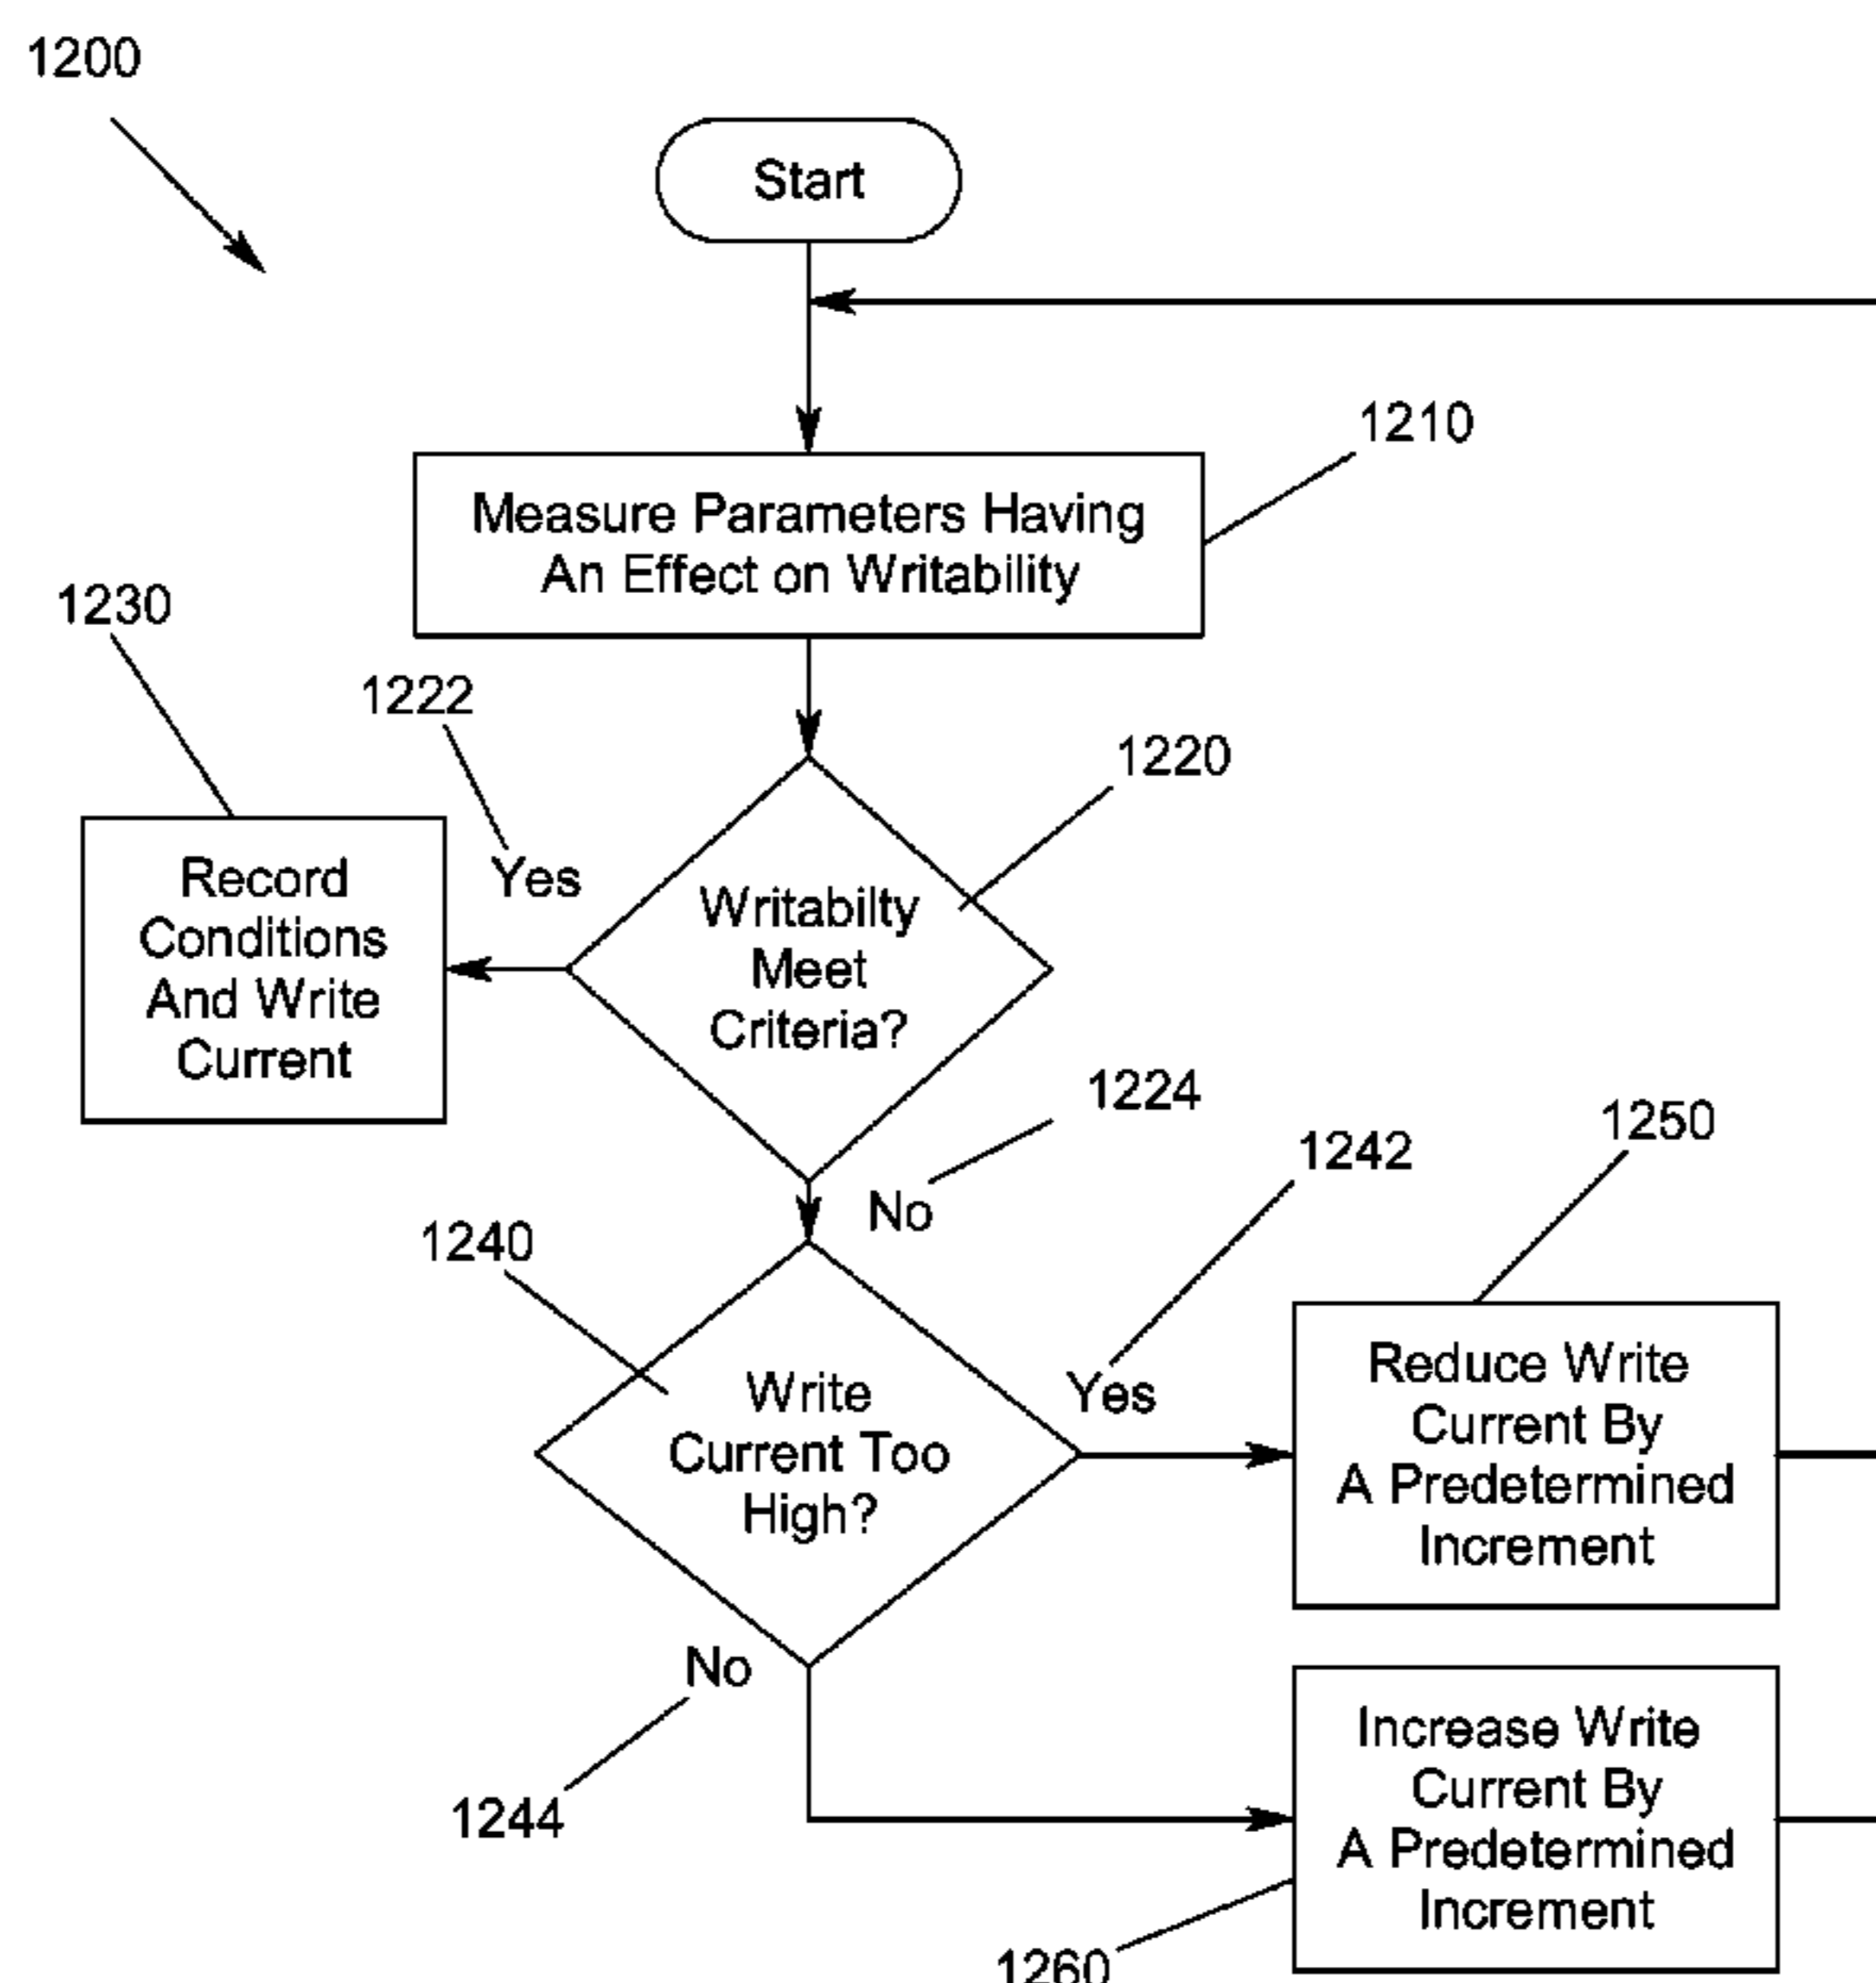 1200
Start
1210
Measure Parameters Having
An Effect on Writability
1230
1222
1220
Yes
Record
Conditions
And Write
Current
Writabilty
Meet
Criteria?
1224
No
1242
1250
1240
Write
Current Too
High?
Yes
Reduce Write
Current By
A Predetermined
Increment
No
1244
Increase Write
Current By
A Predetermined
Increment
1260